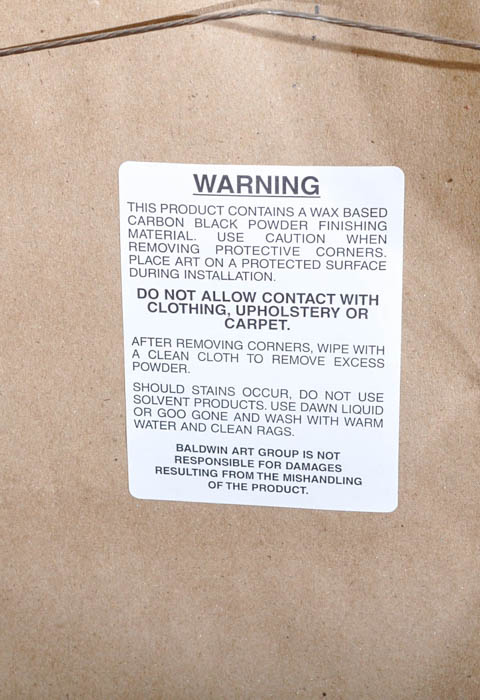 WARNING
THIS PRODUCT CONTAINS A WAX BASED
CARBON BLACK POWDER FINISHING
MATERIAL. USE CAUTION WHEN
REMOVING PROTECTIVE CORNERS.
PLACE ART ON A PROTECTED SURFACE
DURING INSTALLATION.
DO NOT ALLOW CONTACT WITH
CLOTHING, UPHOLSTERY OR
CARPET.
AFTER REMOVING CORNERS, WIPE WITH
A CLEAN CLOTH TO REMOVE EXCESS
POWDER.
SHOULD STAINS OCCUR, DO NOT USE
SOLVENT PRODUCTS. USE DAWN LIQUID
OR GOO GONE AND WASH WITH WARM
WATER AND CLEAN RAGS.
BALDWIN ART GROUP IS NOT
RESPONSIBLE FOR DAMAGES
RESULTING FROM THE MISHANDLING
OF THE PRODUCT.